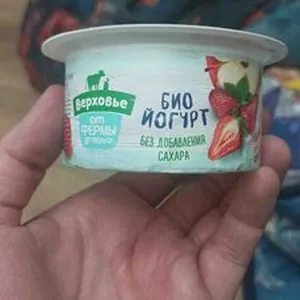 Верховье
от
ФЕРМЫ
БИО
ЙОГУРТ
БЕЗ ДОБАВЛЕНИЯ
САХАРА